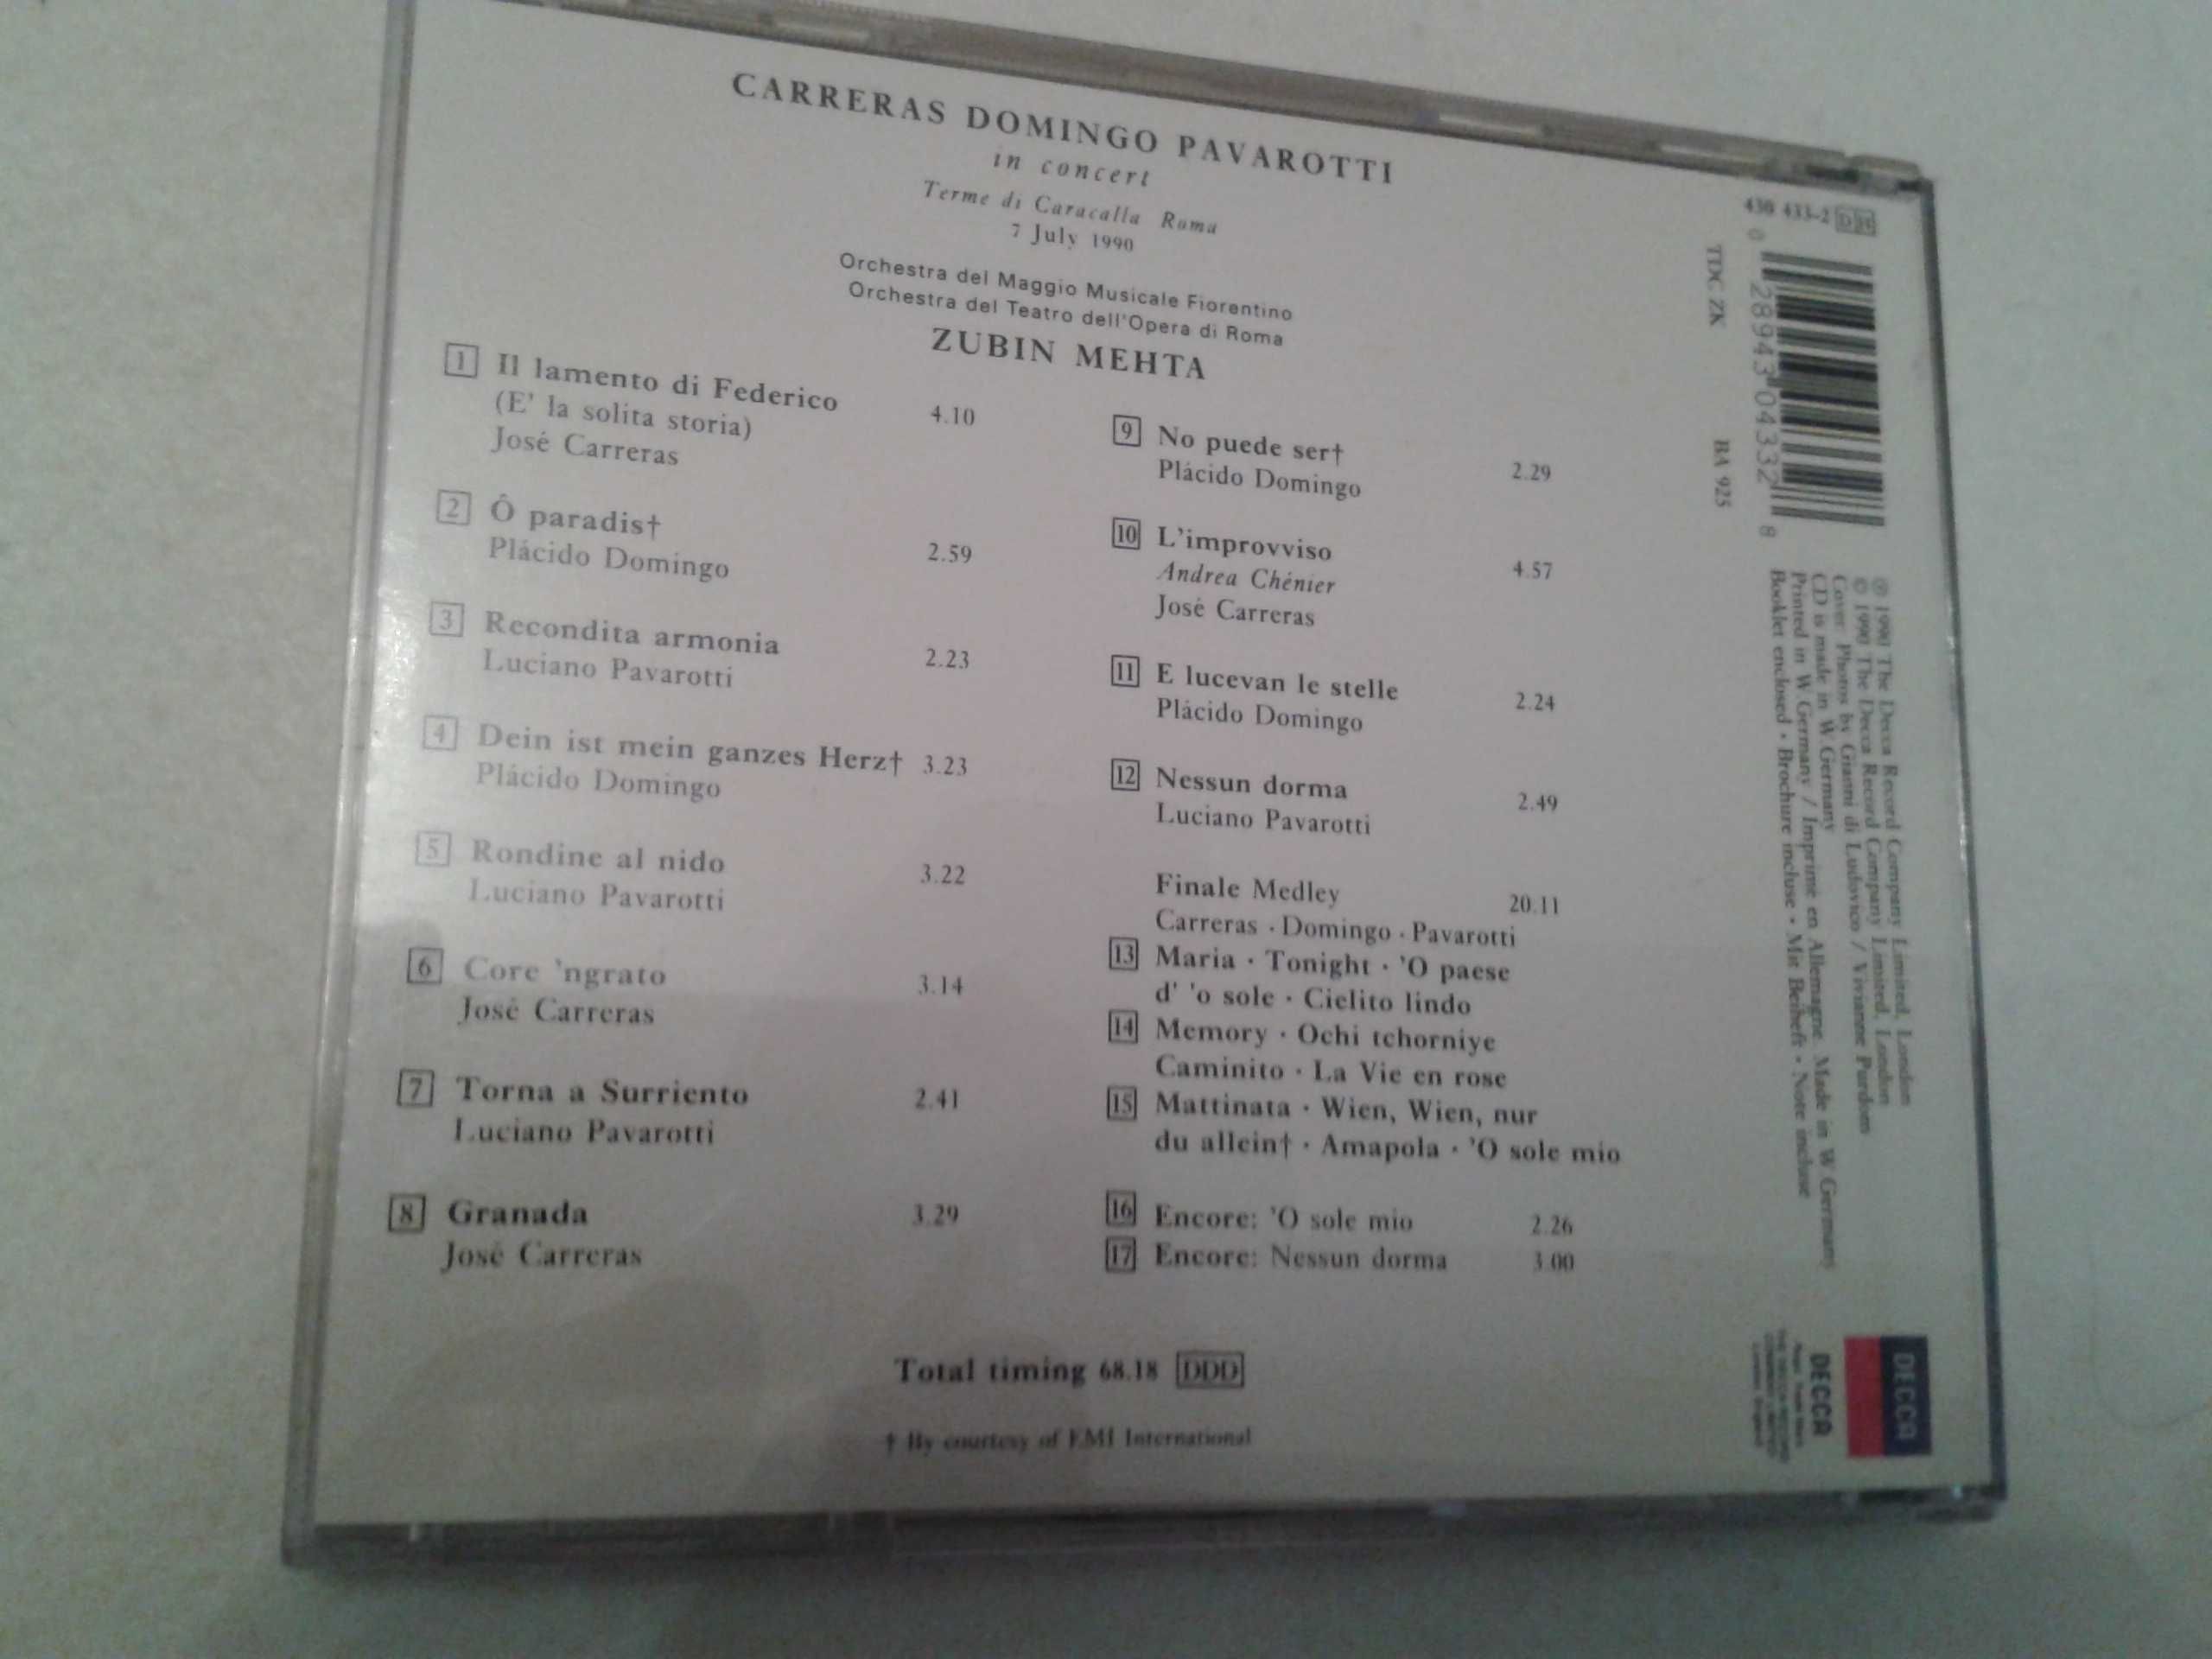 CARRERAS DOMINGO PAVAROTTI
in concert
Terme di Caracalla Roma
7 July 1990
Orchestra del Maggio Musicale Fiorentino
Orchestra del Teatro dell'Opera di Roma
ZUBIN MEHTA
1 Il lamento di Federico
(E' la solita storia) 4.10
José Carreras
2 Ô paradis†
Plácido Domingo 2.59
3 Recondita armonia
Luciano Pavarotti 2.23
4 Dein ist mein ganzes Herz† 3.23
Plácido Domingo
5 Rondine al nido 3.22
Luciano Pavarotti
6 Core 'ngrato 3.14
José Carreras
7 Torna a Surriento 2.41
Luciano Pavarotti
8 Granada 3.29
José Carreras
9 No puede ser†
Plácido Domingo 2.29
10 L'improvviso
Andrea Chénier 4.57
José Carreras
11 E lucevan le stelle 2.24
Plácido Domingo
12 Nessun dorma 2.49
Luciano Pavarotti
Finale Medley 20.11
Carreras · Domingo · Pavarotti
13 Maria · Tonight · 'O paese
d' 'o sole · Cielito lindo
14 Memory · Ochi tchorniye
Caminito · La Vie en rose
15 Mattinata · Wien, Wien, nur
du allein† · Amapola · 'O sole mio
16 Encore: 'O sole mio 2.26
17 Encore: Nessun dorma 3.00
Total timing 68.18 DDD
† By courtesy of EMI International
430 433-2
0 28943 04332 8
TDC ZK BA 925
℗ 1990 The Decca Record Company Limited, London
© 1990 The Decca Record Company Limited, London
Cover Photos by Gianni di Ludovico / Vivianne Purdom
CD is made in W Germany
Printed in W Germany / Imprimé en Allemagne Made in W Germany
Booklet enclosed · Brochure incluse · Mit Beiheft · Note incluse
DECCA
DECCA